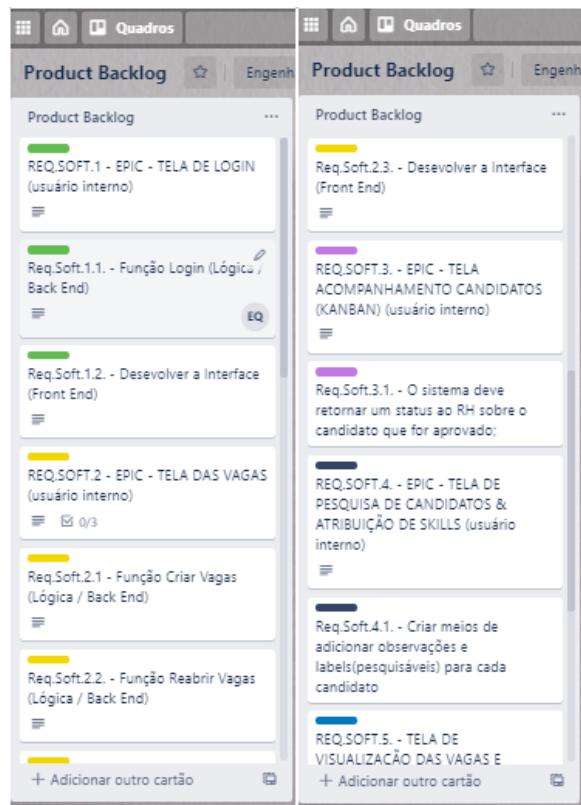 Quadros
Product Backlog
Engenh
Product Backlog
REQ.SOFT.1 - EPIC - TELA DE LOGIN
(usuário interno)
Req.Soft.1.1. - Função Login (Lógica /
Back End)
EQ
Req.Soft.1.2. - Desevolver a Interface
(Front End)
REQ.SOFT.2 - EPIC - TELA DAS VAGAS
(usuário interno)
0/3
Req.Soft.2.1 - Função Criar Vagas
(Lógica / Back End)
Req.Soft.2.2. - Função Reabrir Vagas
(Lógica / Back End)
+ Adicionar outro cartão
Quadros
Product Backlog
Engenh
Product Backlog
Req.Soft.2.3. - Desevolver a Interface
(Front End)
REQ.SOFT.3. - EPIC - TELA
ACOMPANHAMENTO CANDIDATOS
(KANBAN) (usuário interno)
Req.Soft.3.1. - O sistema deve
retornar um status ao RH sobre o
candidato que for aprovado;
REQ.SOFT.4. - EPIC - TELA DE
PESQUISA DE CANDIDATOS &
ATRIBUIÇÃO DE SKILLS (usuário
interno)
Req.Soft.4.1. - Criar meios de
adicionar observações e
labels(pesquisáveis) para cada
candidato
REQ.SOFT.5. - TELA DE
VISUALIZAÇÃO DAS VAGAS E
+ Adicionar outro cartão